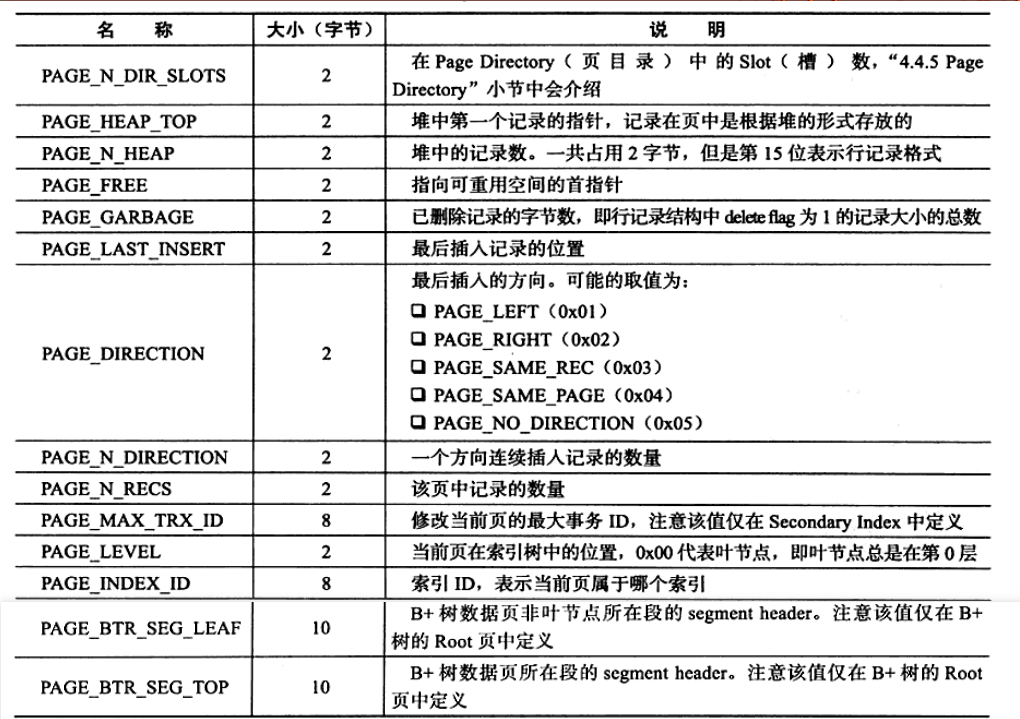 名 称 大小（字节） 说 明
PAGE_N_DIR_SLOTS 2 在 Page Directory（ 页 目 录 ） 中 的 Slot（ 槽 ） 数，“4.4.5 Page
Directory”小节中会介绍
PAGE_HEAP_TOP 2 堆中第一个记录的指针，记录在页中是根据堆的形式存放的
PAGE_N_HEAP 2 堆中的记录数。一共占用 2 字节，但是第 15 位表示行记录格式
PAGE_FREE 2 指向可重用空间的首指针
PAGE_GARBAGE 2 已删除记录的字节数，即行记录结构中 delete flag 为 1 的记录大小的总数
PAGE_LAST_INSERT 2 最后插入记录的位置
PAGE_DIRECTION 2 最后插入的方向。可能的取值为：
❑ PAGE_LEFT（0x01）
❑ PAGE_RIGHT（0x02）
❑ PAGE_SAME_REC（0x03）
❑ PAGE_SAME_PAGE（0x04）
❑ PAGE_NO_DIRECTION（0x05）
PAGE_N_DIRECTION 2 一个方向连续插入记录的数量
PAGE_N_RECS 2 该页中记录的数量
PAGE_MAX_TRX_ID 8 修改当前页的最大事务 ID，注意该值仅在 Secondary Index 中定义
PAGE_LEVEL 2 当前页在索引树中的位置，0x00 代表叶节点，即叶节点总是在第 0 层
PAGE_INDEX_ID 8 索引 ID，表示当前页属于哪个索引
PAGE_BTR_SEG_LEAF 10 B+ 树数据页非叶节点所在段的 segment header。注意该值仅在 B+
树的 Root 页中定义
PAGE_BTR_SEG_TOP 10 B+ 树数据页所在段的 segment header。注意该值仅在 B+ 树的 Root
页中定义